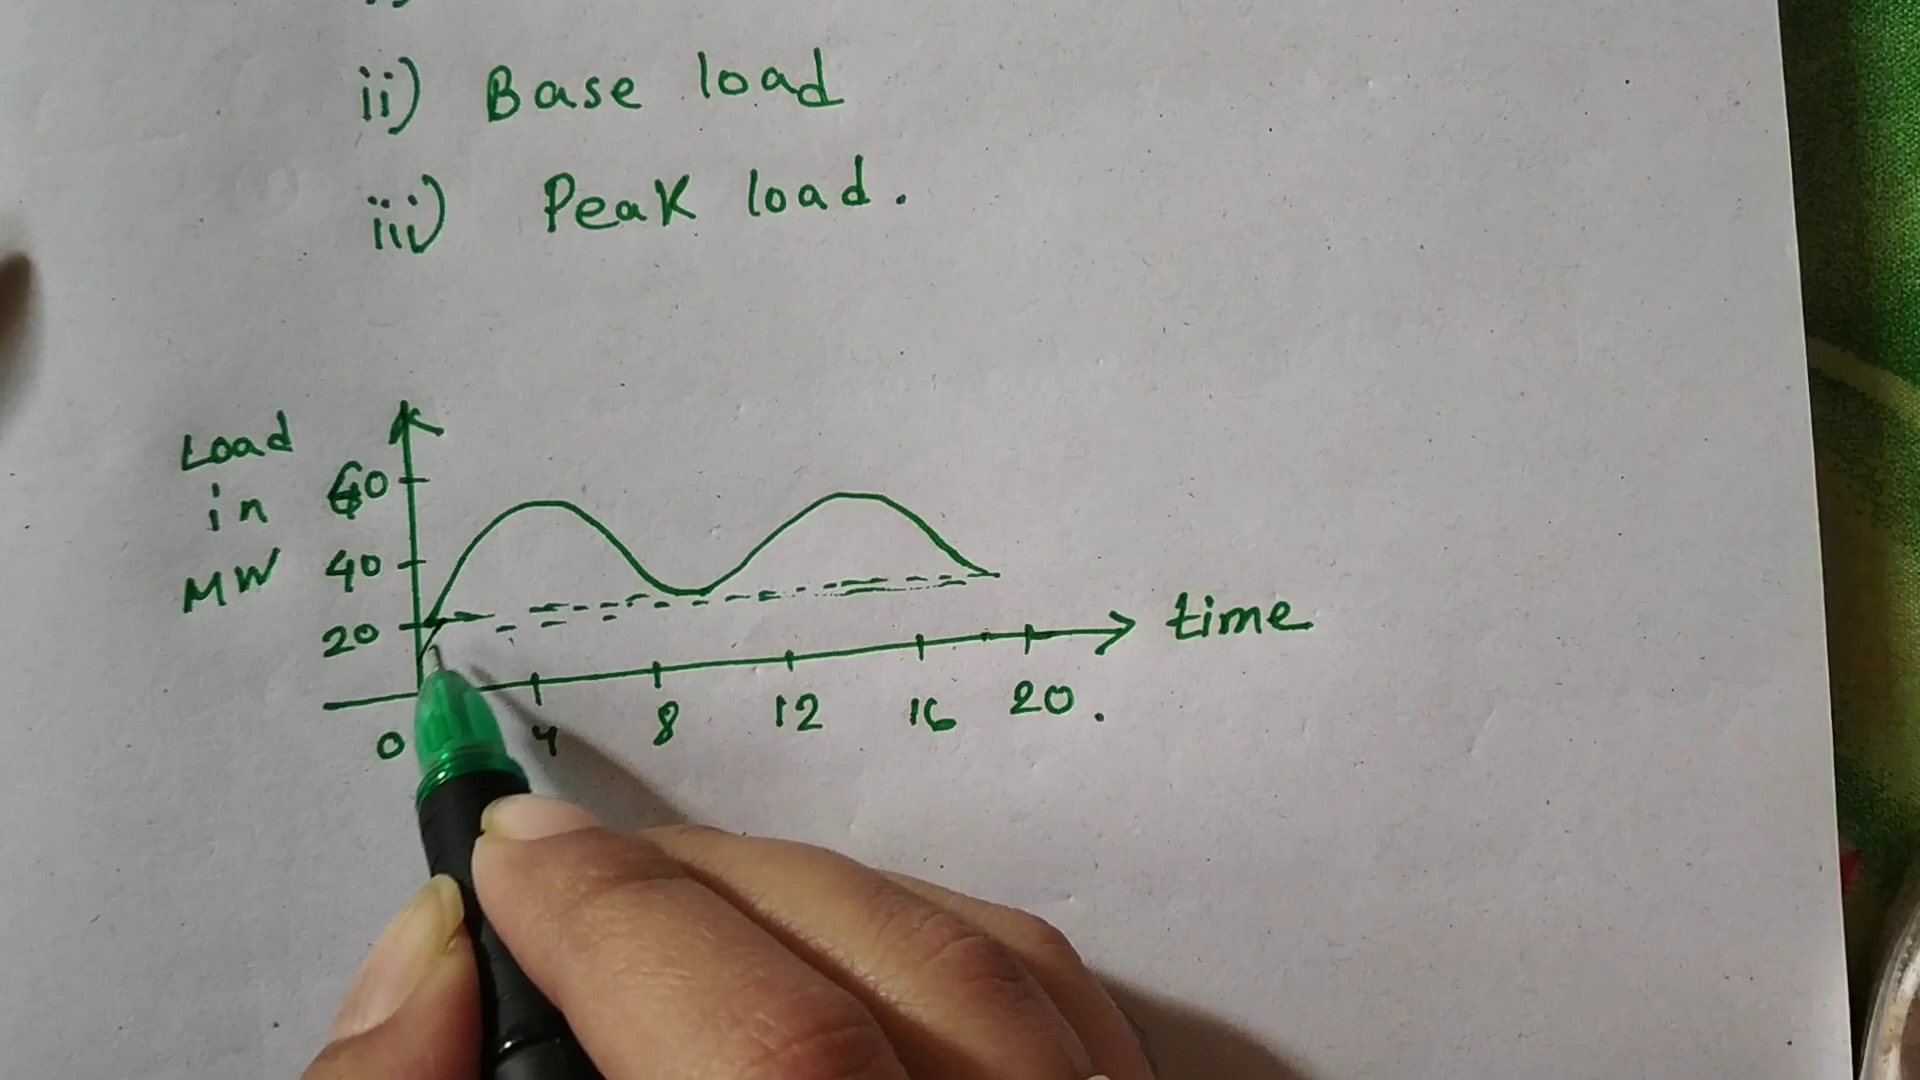 ii) Base load
iii) Peak load.
Load
in
MW
60
40
20
0 4 8 12 16 20.
time